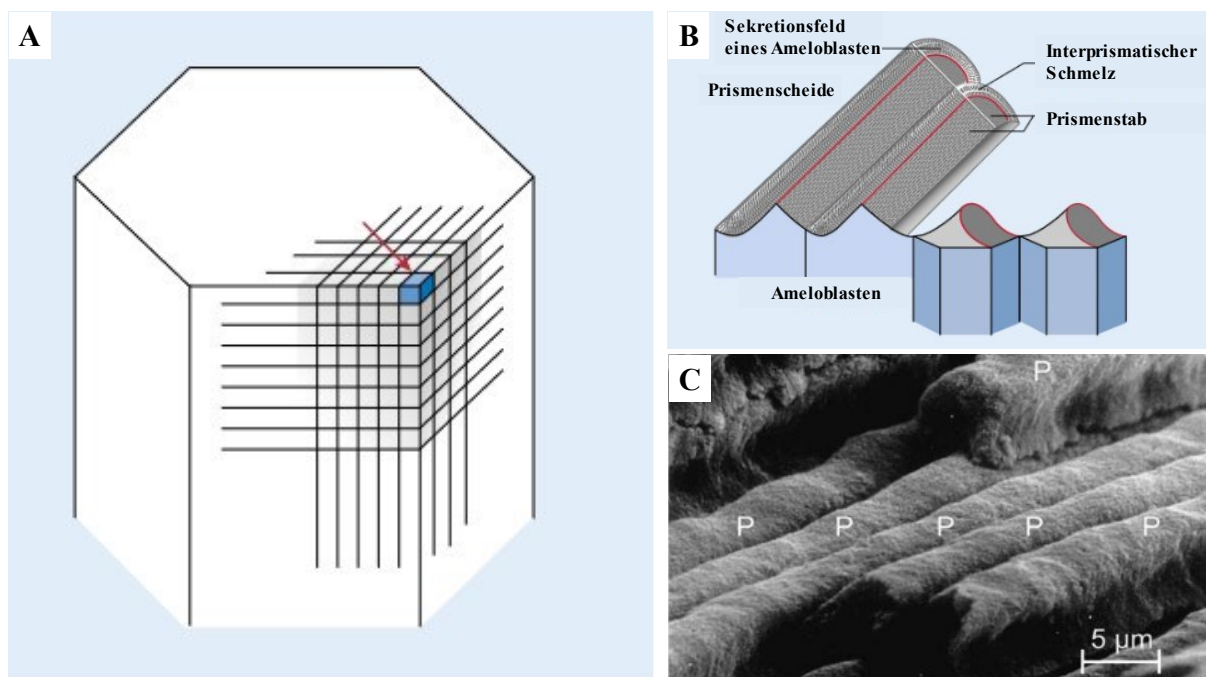 A
B
Sekretionsfeld
eines Ameloblasten
Interprismatischer
Schmelz
Prismenscheide
Prismenstab
Ameloblasten
C
P
P
P
P
P
P
5 µm